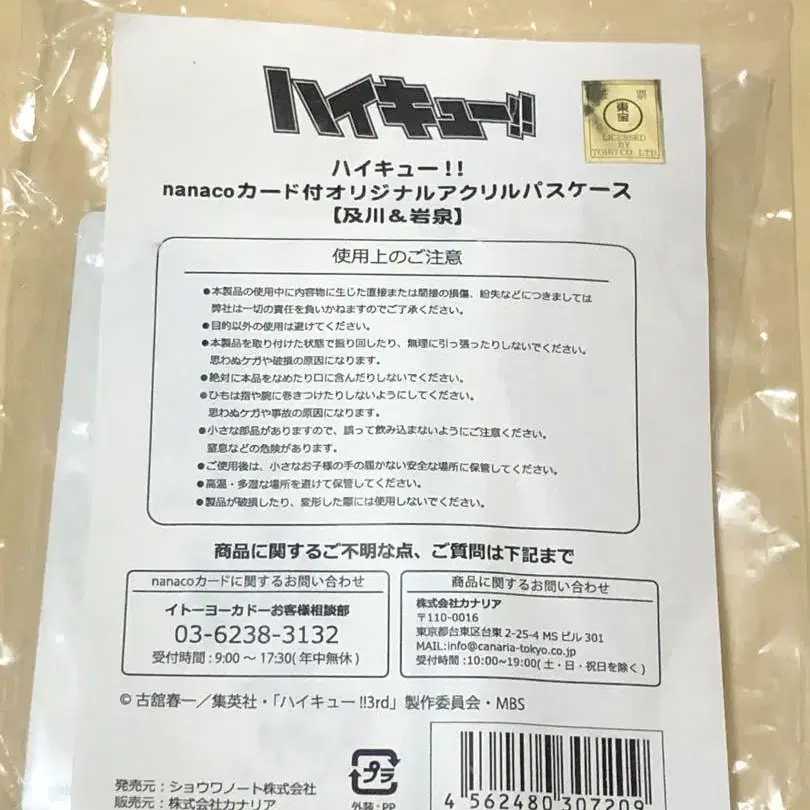 ハイキュー!!
票
東宝
LICENSED
BY
TOHO CO. LTD.
ハイキュー!!
nanacoカード付オリジナルアクリルパスケース
【及川&岩泉】
使用上のご注意
●本製品の使用中に内容物に生じた直接または間接の損傷、紛失などにつきましては
弊社は一切の責任を負いかねますのでご了承ください。
●目的以外の使用は避けてください。
●本製品を取り付けた状態で振り回したり、無理に引っ張ったりしないでください。
思わぬケガや破損の原因になります。
●絶対に本品をなめたり口に含んだりしないでください。
●ひもは指や腕に巻きつけたりしないようにしてください。
思わぬケガや事故の原因になります。
●小さな部品がありますので、誤って飲み込まないようにご注意ください。
窒息などの危険があります。
●ご使用後は、小さなお子様の手の届かない安全な場所に保管してください。
●高温・多湿な場所を避けて保管してください。
●製品が破損したり、変形した際には使用しないでください。
商品に関するご不明な点、ご質問は下記まで
nanacoカードに関するお問い合わせ
イトーヨーカドーお客様相談部
03-6238-3132
受付時間:9:00 〜 17:30(年中無休)
商品に関するお問い合わせ
株式会社カナリア
〒110-0016
東京都台東区台東 2-25-4 MS ビル 301
MAIL:info@canaria-tokyo.co.jp
受付時間:10:00~19:00(土・日・祝日を除く)
© 古舘春一/集英社・「ハイキュー!!3rd」製作委員会・MBS
発売元:ショウワノート株式会社
販売元:株式会社カナリア
プラ
外装:PP
4 562480 307209